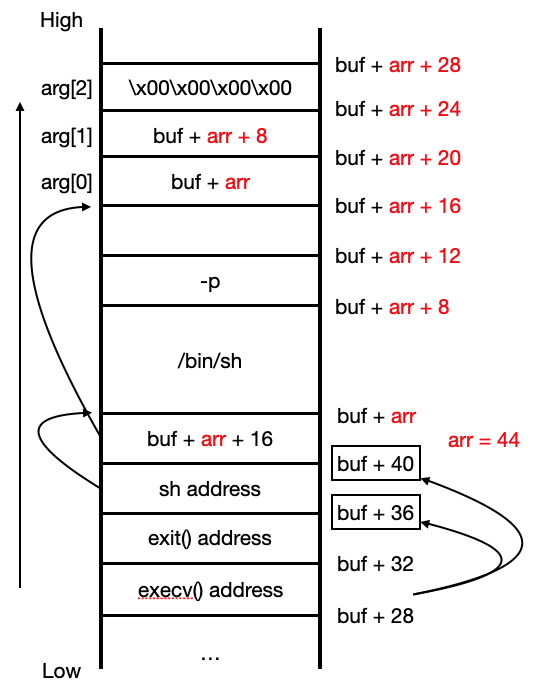 High
buf + arr + 28
arg[2] \x00\x00\x00\x00
buf + arr + 24
arg[1] buf + arr + 8
buf + arr + 20
arg[0] buf + arr
buf + arr + 16
buf + arr + 12
-p
buf + arr + 8
/bin/sh
buf + arr
buf + arr + 16
arr = 44
buf + 40
sh address
buf + 36
exit() address
buf + 32
execv() address
buf + 28
...
Low